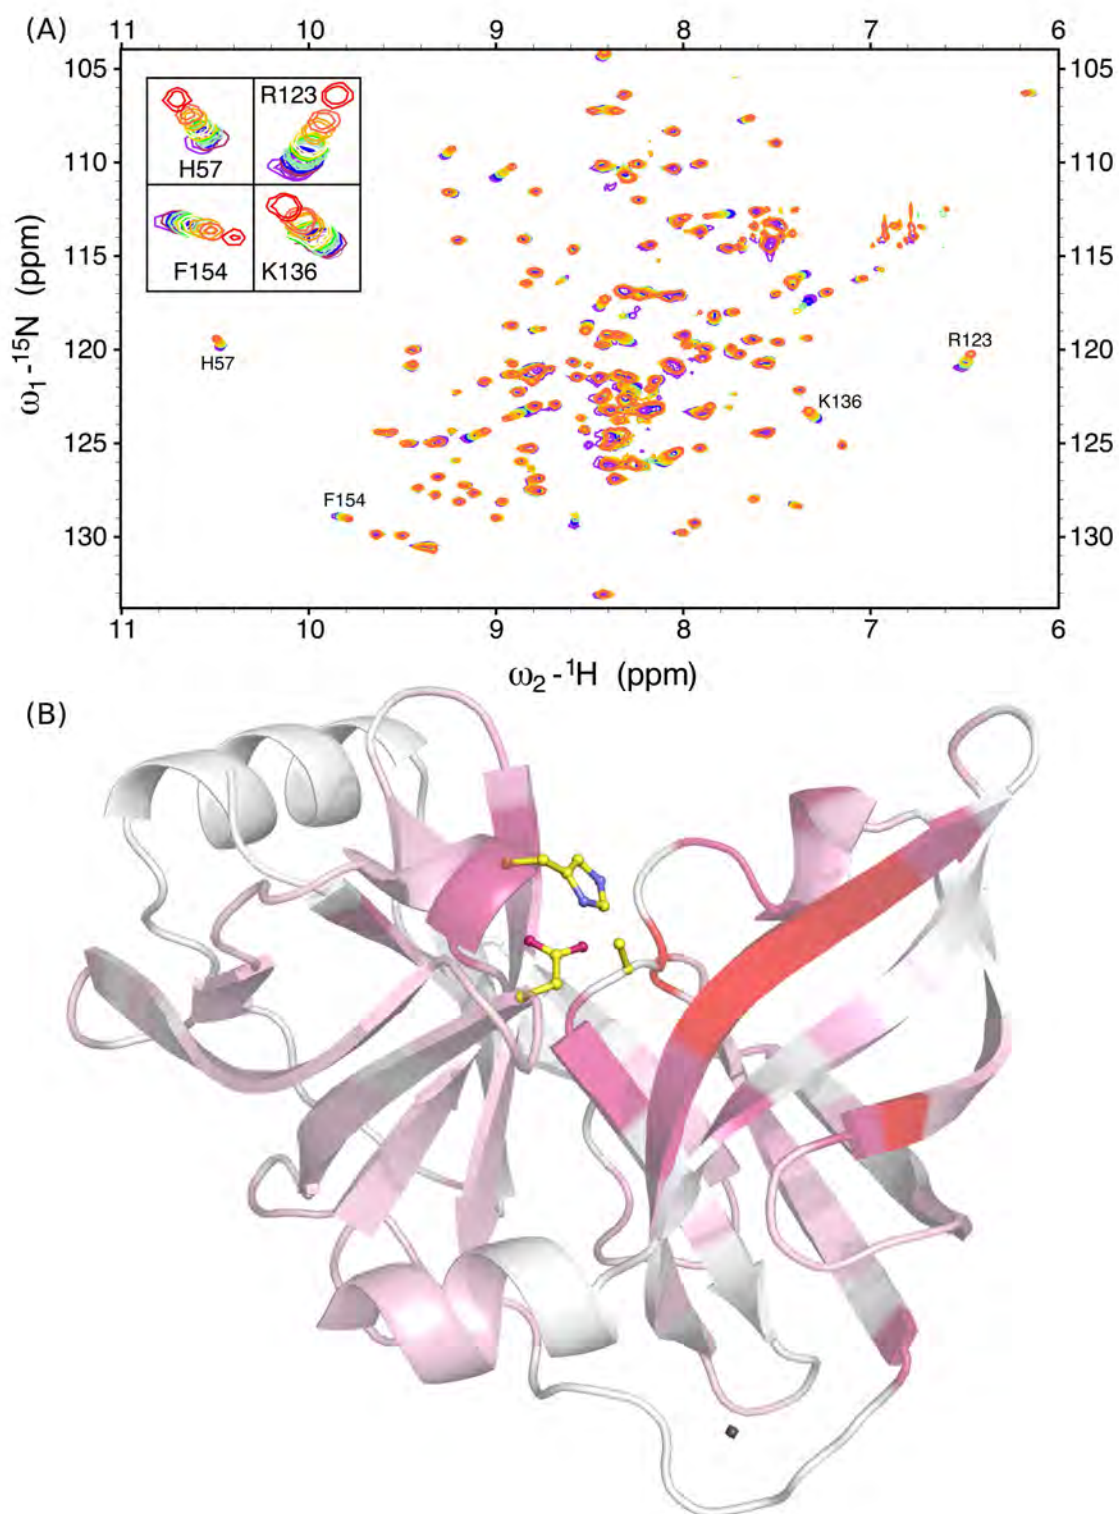 (A)
11 10 9 8 7 6
105 105
R123
H57
110 110
F154 K136
115 115
ω1 - 15N (ppm)
120 120
H57 R123
K136
125 125
F154
130 130
11 10 9 8 7 6
ω2 - 1H (ppm)
(B)